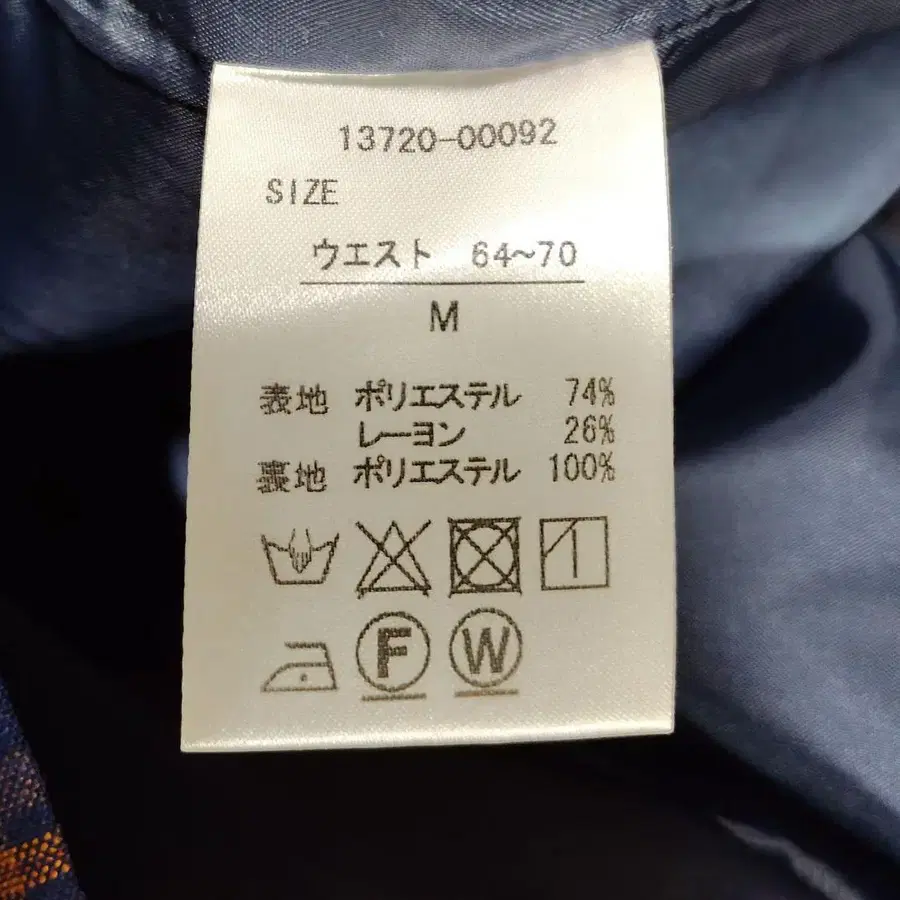 13720-00092
SIZE
ウエスト 64~70
M
表地 ポリエステル 74%
レーヨン 26%
裏地 ポリエステル 100%
F W